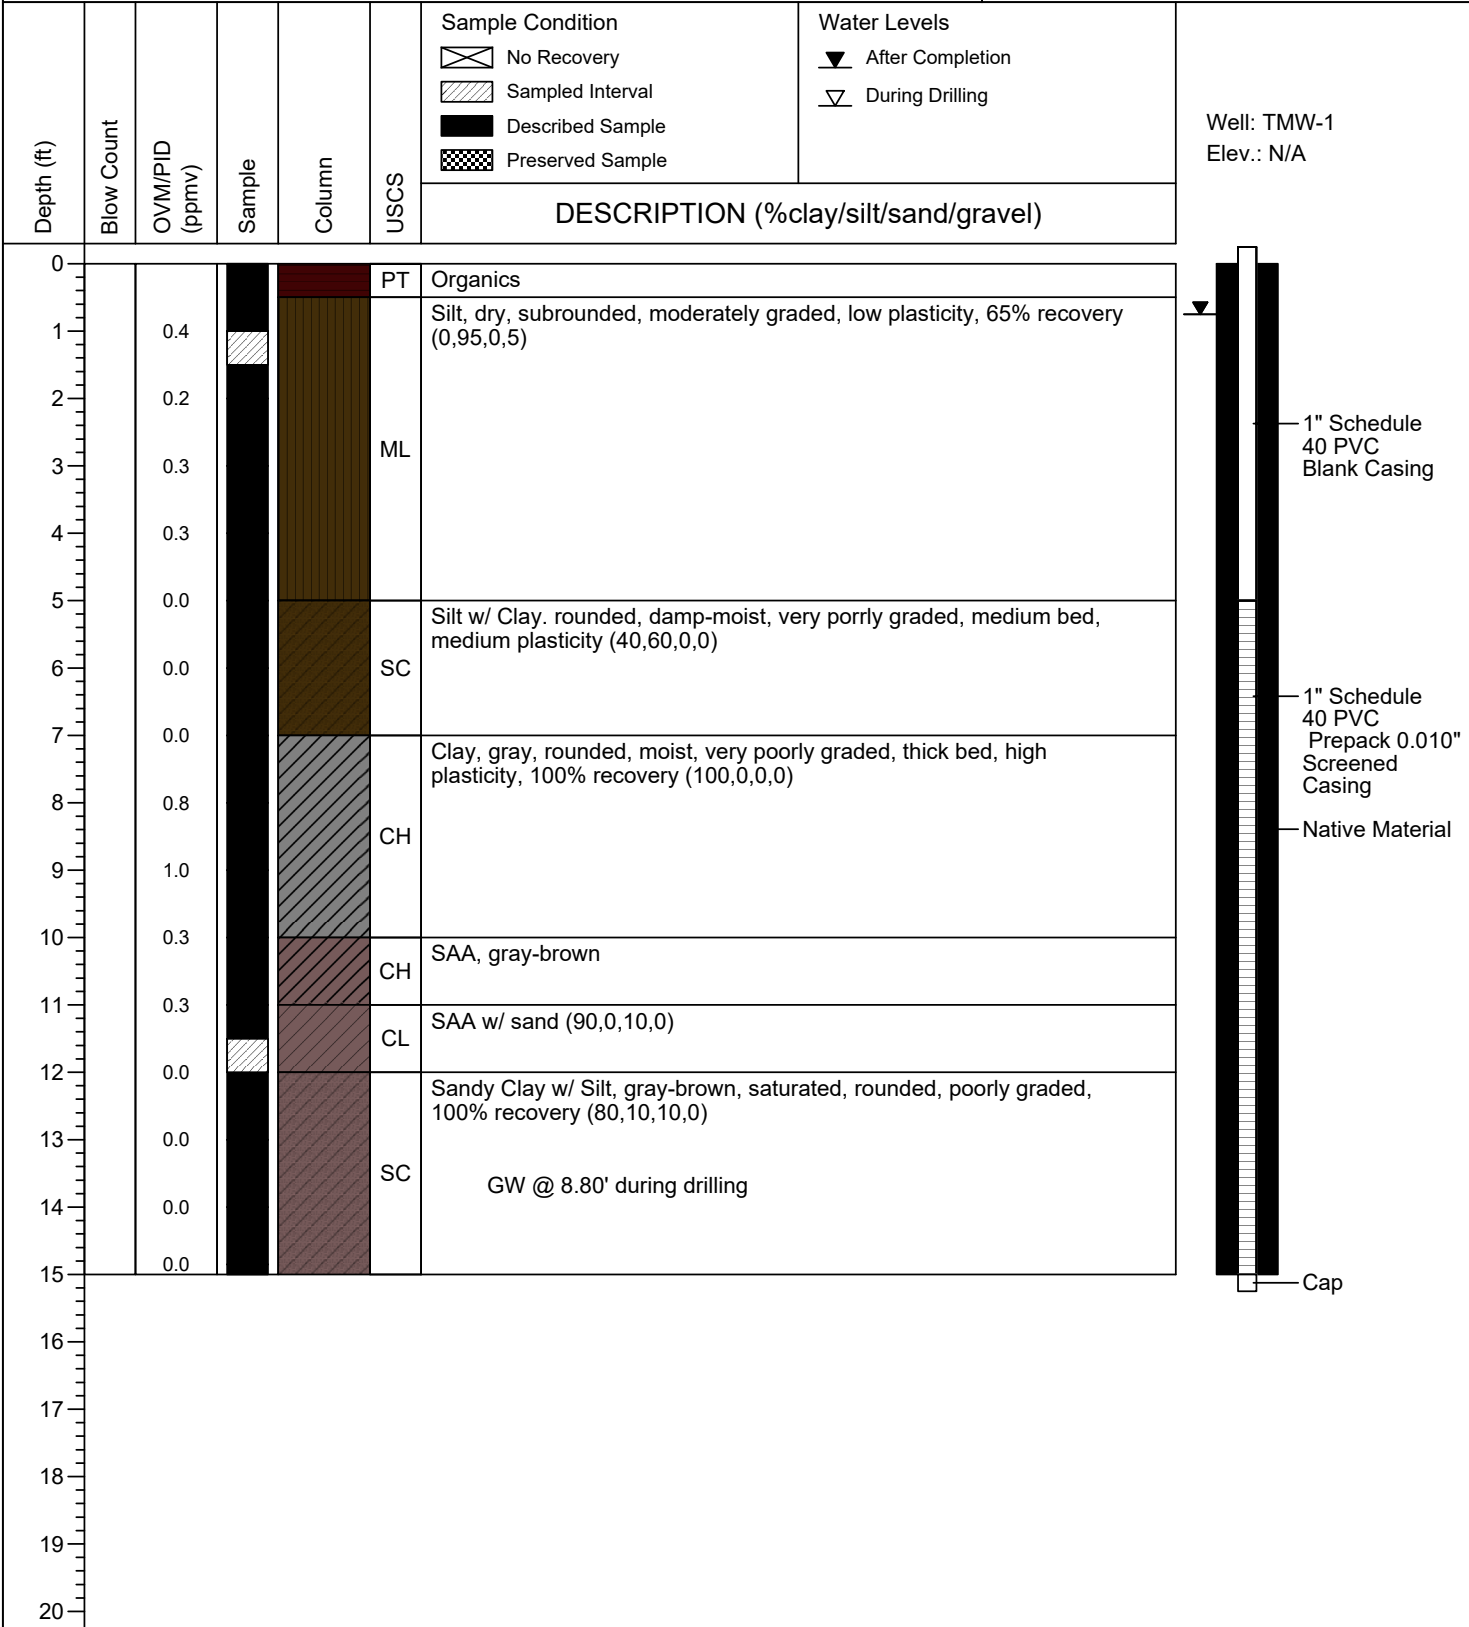 Sample Condition
No Recovery
Sampled Interval
Described Sample
Preserved Sample
Water Levels
After Completion
During Drilling
Well: TMW-1
Elev.: N/A
Depth (ft)
Blow Count
OVM/PID
(ppmv)
Sample
Column
USCS
DESCRIPTION (%clay/silt/sand/gravel)
0
PT
Organics
ML
Silt, dry, subrounded, moderately graded, low plasticity, 65% recovery
(0,95,0,5)
1
0.4
2
0.2
3
0.3
4
0.3
5
0.0
SC
Silt w/ Clay. rounded, damp-moist, very porrly graded, medium bed,
medium plasticity (40,60,0,0)
6
0.0
7
0.0
CH
Clay, gray, rounded, moist, very poorly graded, thick bed, high
plasticity, 100% recovery (100,0,0,0)
8
0.8
9
1.0
10
0.3
CH
SAA, gray-brown
11
0.3
CL
SAA w/ sand (90,0,10,0)
12
0.0
SC
Sandy Clay w/ Silt, gray-brown, saturated, rounded, poorly graded,
100% recovery (80,10,10,0)
13
0.0
GW @ 8.80' during drilling
14
0.0
0.0
15
16
17
18
19
20
1" Schedule
40 PVC
Blank Casing
1" Schedule
40 PVC
Prepack 0.010"
Screened
Casing
Native Material
Cap